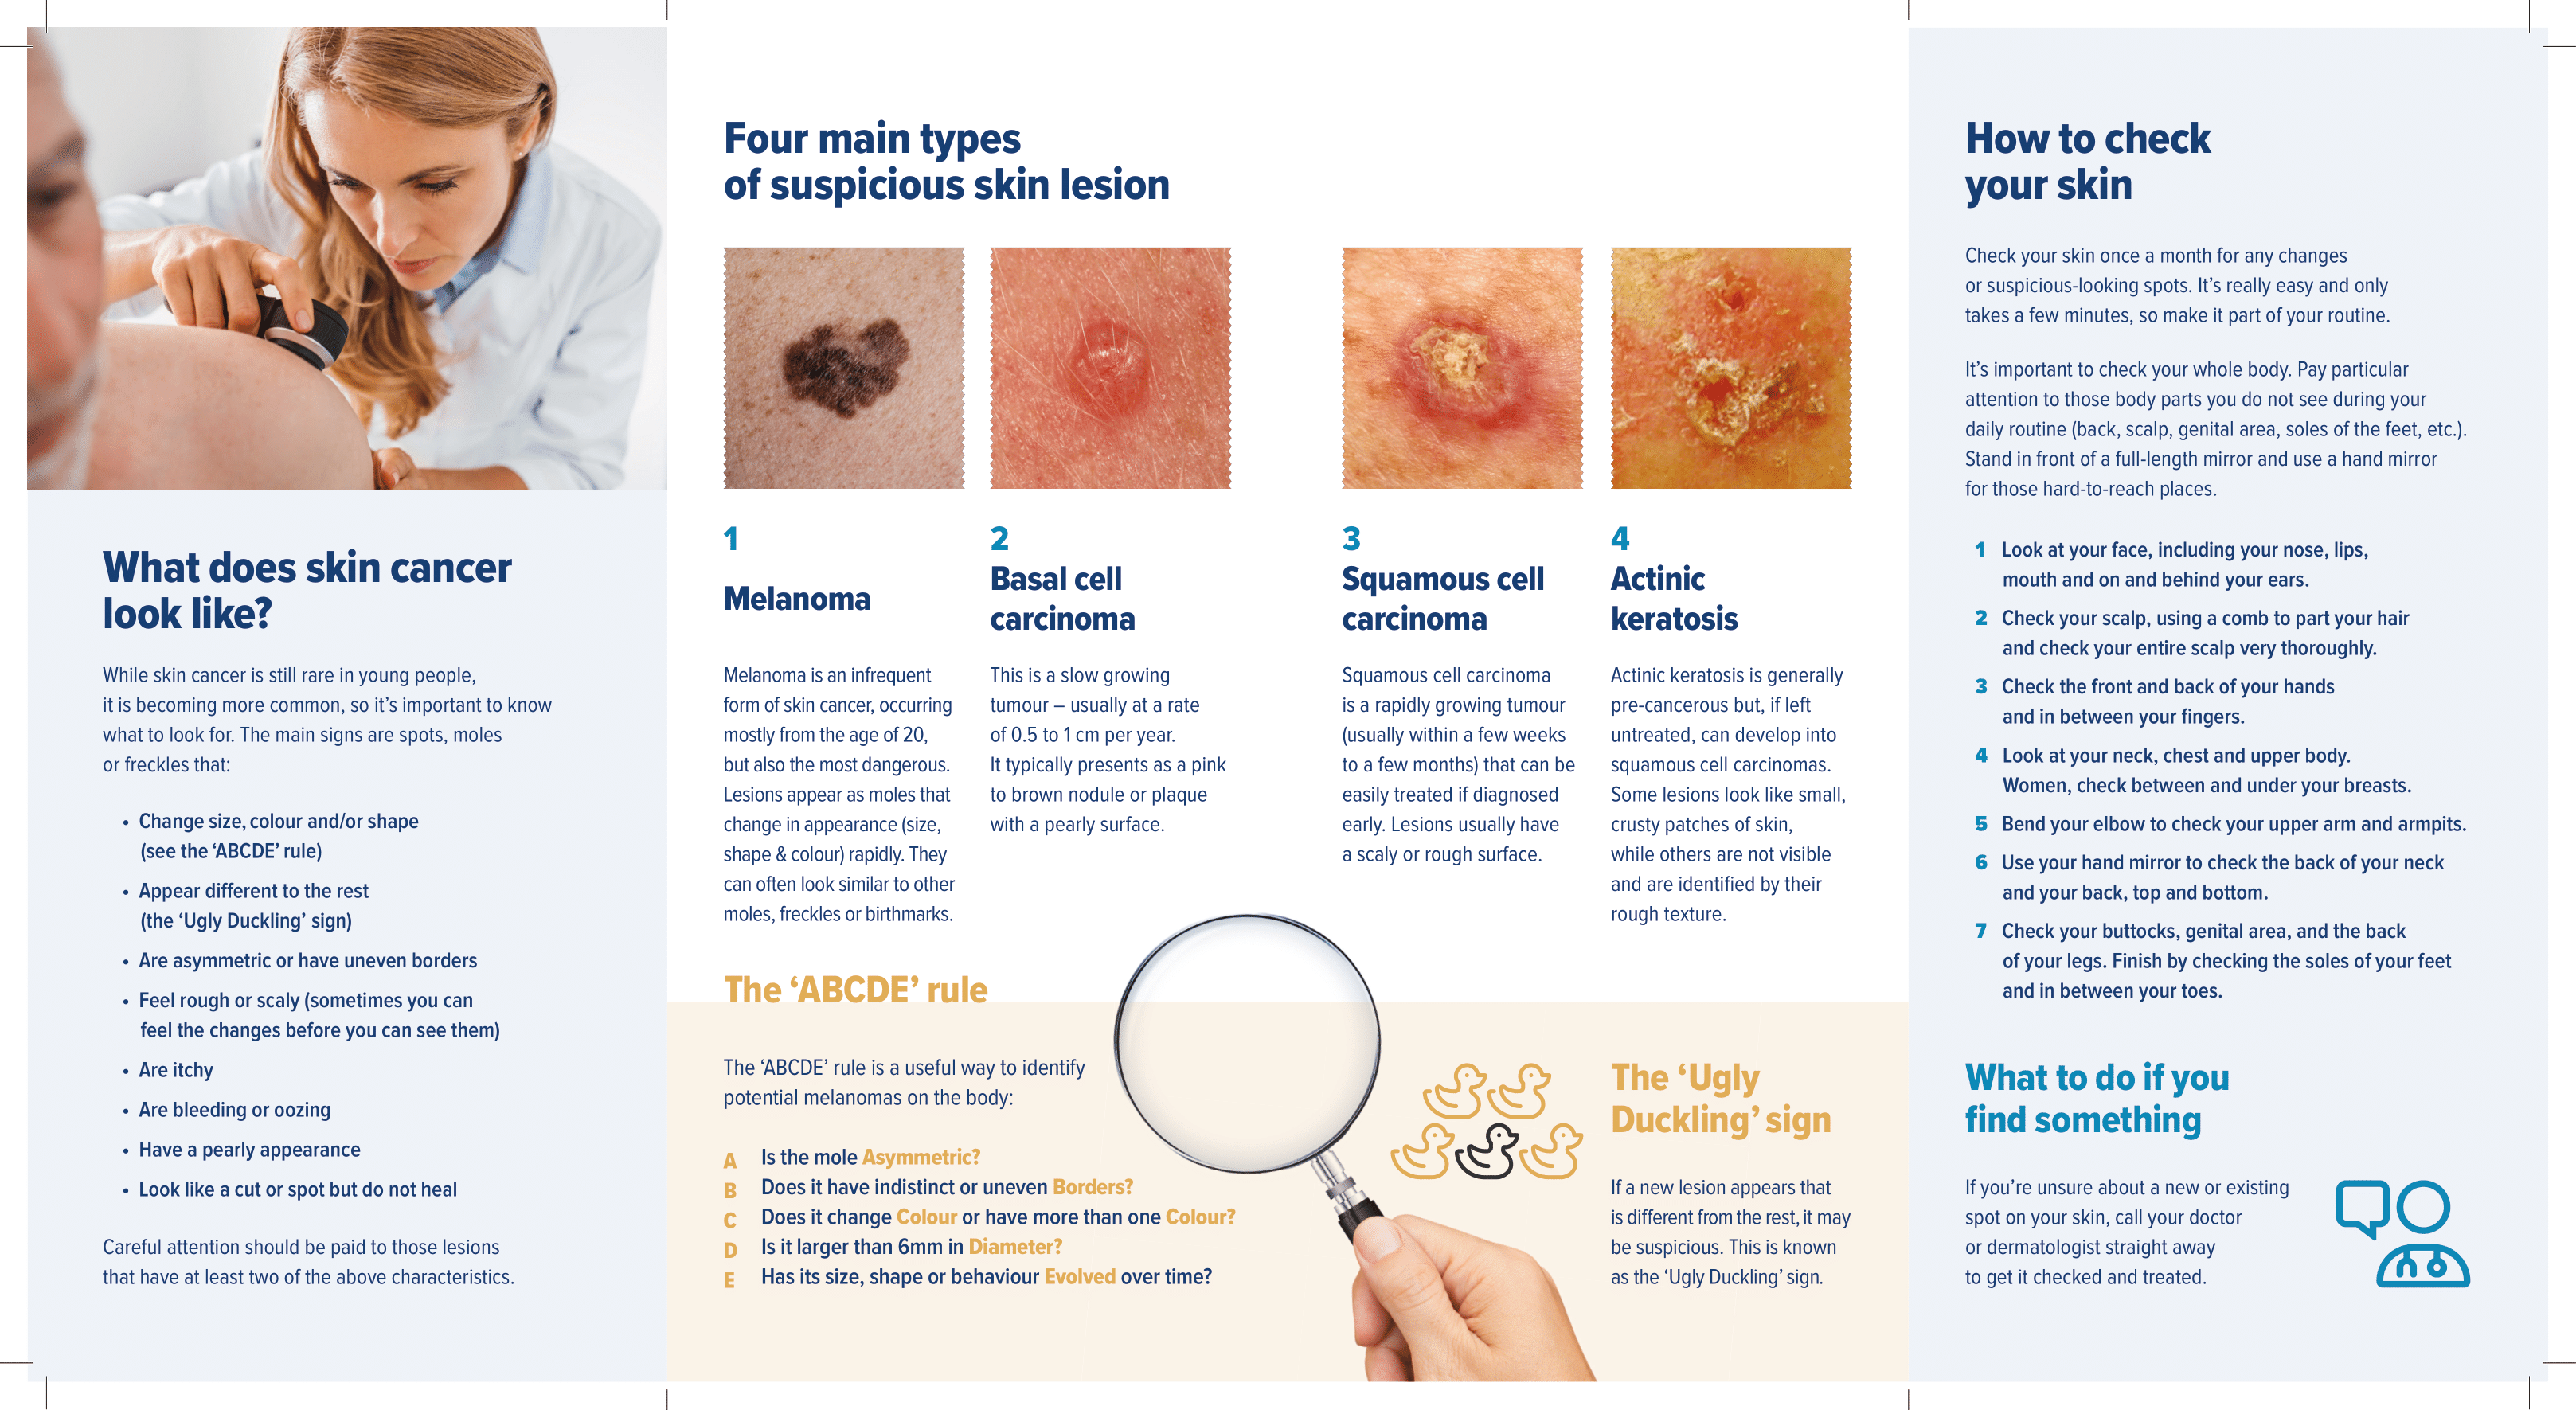 What does skin cancer
look like?
While skin cancer is still rare in young people,
it is becoming more common, so it's important to know
what to look for. The main signs are spots, moles
or freckles that:
• Change size, colour and/or shape
(see the 'ABCDE' rule)
• Appear different to the rest
(the 'Ugly Duckling' sign)
• Are asymmetric or have uneven borders
• Feel rough or scaly (sometimes you can
feel the changes before you can see them)
• Are itchy
• Are bleeding or oozing
• Have a pearly appearance
• Look like a cut or spot but do not heal
Careful attention should be paid to those lesions
that have at least two of the above characteristics.
Four main types
of suspicious skin lesion
1
Melanoma
Melanoma is an infrequent
form of skin cancer, occurring
mostly from the age of 20,
but also the most dangerous.
Lesions appear as moles that
change in appearance (size,
shape & colour) rapidly. They
can often look similar to other
moles, freckles or birthmarks.
2
Basal cell
carcinoma
This is a slow growing
tumour – usually at a rate
of 0.5 to 1 cm per year.
It typically presents as a pink
to brown nodule or plaque
with a pearly surface.
3
Squamous cell
carcinoma
Squamous cell carcinoma
is a rapidly growing tumour
(usually within a few weeks
to a few months) that can be
easily treated if diagnosed
early. Lesions usually have
a scaly or rough surface.
4
Actinic
keratosis
Actinic keratosis is generally
pre-cancerous but, if left
untreated, can develop into
squamous cell carcinomas.
Some lesions look like small,
crusty patches of skin,
while others are not visible
and are identified by their
rough texture.
The 'ABCDE' rule
The 'ABCDE' rule is a useful way to identify
potential melanomas on the body:
A Is the mole Asymmetric?
B Does it have indistinct or uneven Borders?
C Does it change Colour or have more than one Colour?
D Is it larger than 6mm in Diameter?
E Has its size, shape or behaviour Evolved over time?
The 'Ugly
Duckling' sign
If a new lesion appears that
is different from the rest, it may
be suspicious. This is known
as the 'Ugly Duckling' sign.
How to check
your skin
Check your skin once a month for any changes
or suspicious-looking spots. It's really easy and only
takes a few minutes, so make it part of your routine.
It's important to check your whole body. Pay particular
attention to those body parts you do not see during your
daily routine (back, scalp, genital area, soles of the feet, etc.).
Stand in front of a full-length mirror and use a hand mirror
for those hard-to-reach places.
1 Look at your face, including your nose, lips,
mouth and on and behind your ears.
2 Check your scalp, using a comb to part your hair
and check your entire scalp very thoroughly.
3 Check the front and back of your hands
and in between your fingers.
4 Look at your neck, chest and upper body.
Women, check between and under your breasts.
5 Bend your elbow to check your upper arm and armpits.
6 Use your hand mirror to check the back of your neck
and your back, top and bottom.
7 Check your buttocks, genital area, and the back
of your legs. Finish by checking the soles of your feet
and in between your toes.
What to do if you
find something
If you're unsure about a new or existing
spot on your skin, call your doctor
or dermatologist straight away
to get it checked and treated.